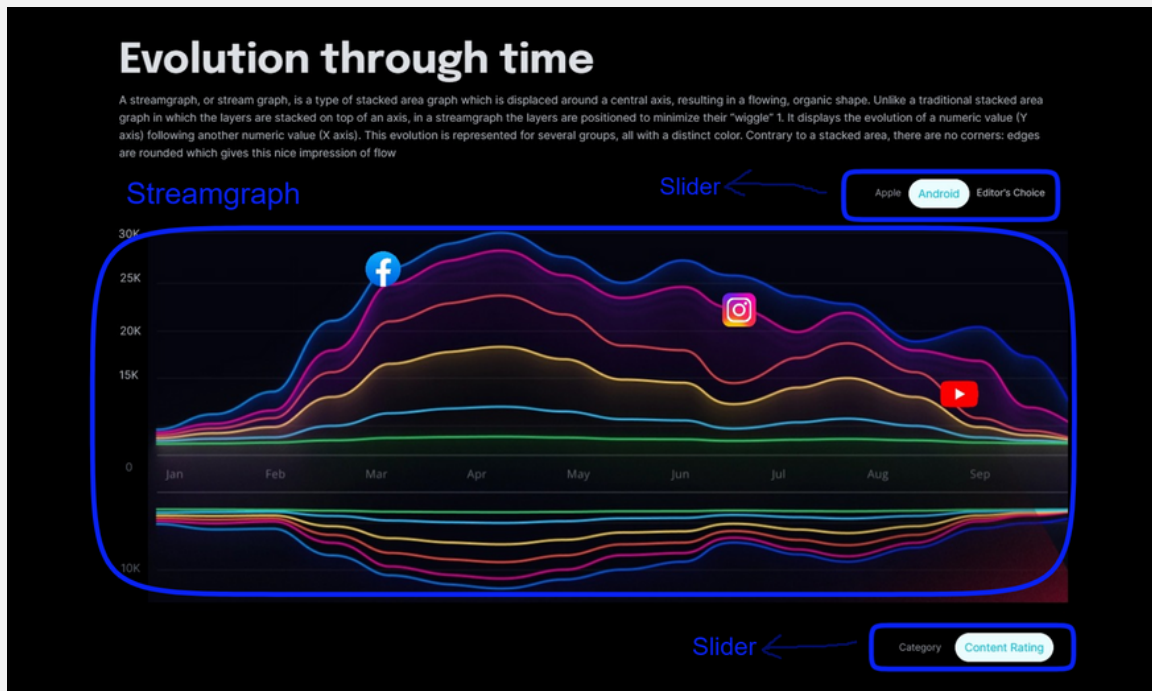 Evolution through time
A streamgraph, or stream graph, is a type of stacked area graph which is displaced around a central axis, resulting in a flowing, organic shape. Unlike a traditional stacked area
graph in which the layers are stacked on top of an axis, in a streamgraph the layers are positioned to minimize their "wiggle" 1. It displays the evolution of a numeric value (Y
axis) following another numeric value (X axis). This evolution is represented for several groups, all with a distinct color. Contrary to a stacked area, there are no corners: edges
are rounded which gives this nice impression of flow
Streamgraph
Slider
Apple Android Editor's Choice
30K
25K
20K
15K
0
Jan Feb Mar Apr May Jun Jul Aug Sep
10K
Slider
Category Content Rating